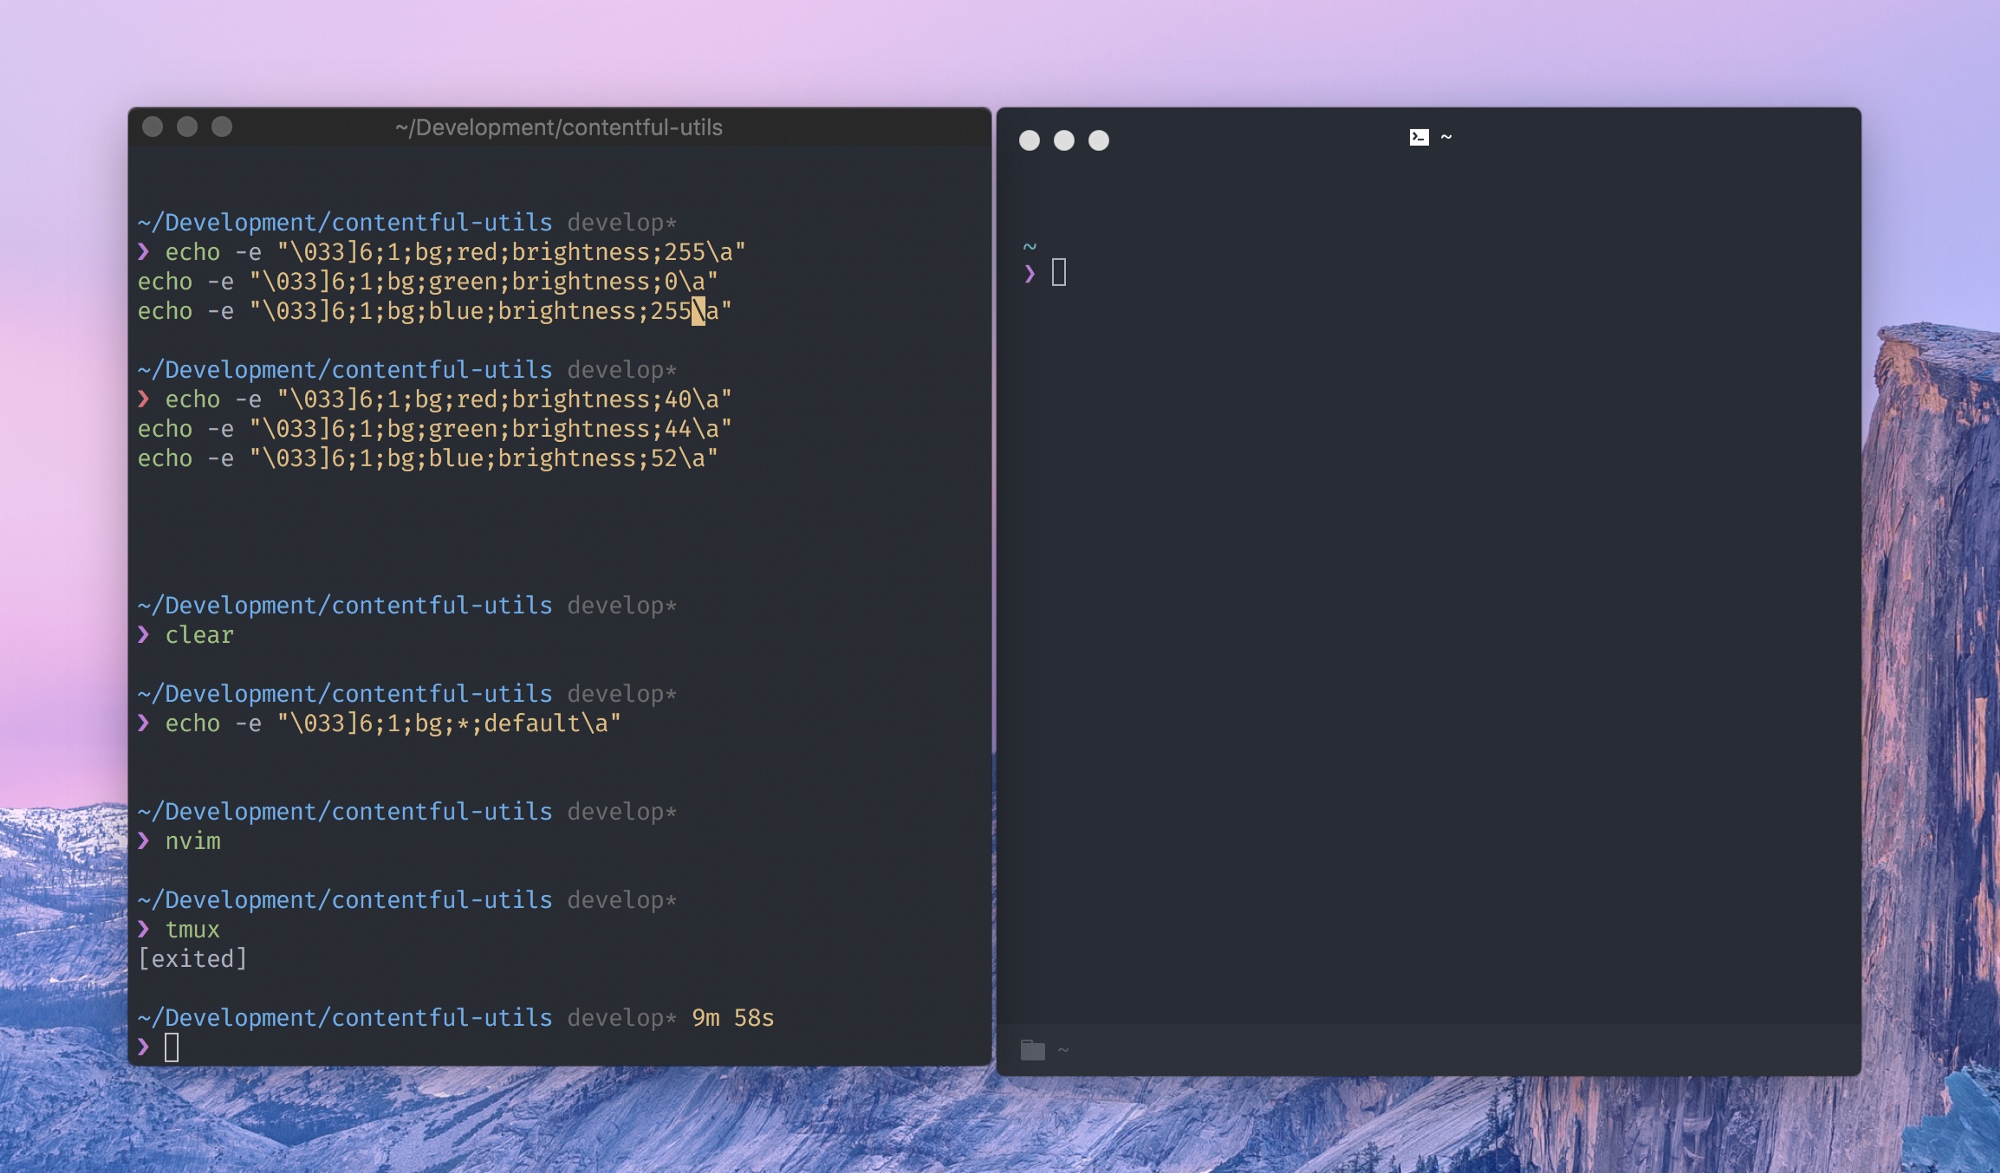 ~/Development/contentful-utils
~/Development/contentful-utils develop*
❯ echo -e "\033]6;1;bg;red;brightness;255\a"
echo -e "\033]6;1;bg;green;brightness;0\a"
echo -e "\033]6;1;bg;blue;brightness;255\a"
~/Development/contentful-utils develop*
❯ echo -e "\033]6;1;bg;red;brightness;40\a"
echo -e "\033]6;1;bg;green;brightness;44\a"
echo -e "\033]6;1;bg;blue;brightness;52\a"
~/Development/contentful-utils develop*
❯ clear
~/Development/contentful-utils develop*
❯ echo -e "\033]6;1;bg;*;default\a"
~/Development/contentful-utils develop*
❯ nvim
~/Development/contentful-utils develop*
❯ tmux
[exited]
~/Development/contentful-utils develop* 9m 58s
❯
~
~
❯
~